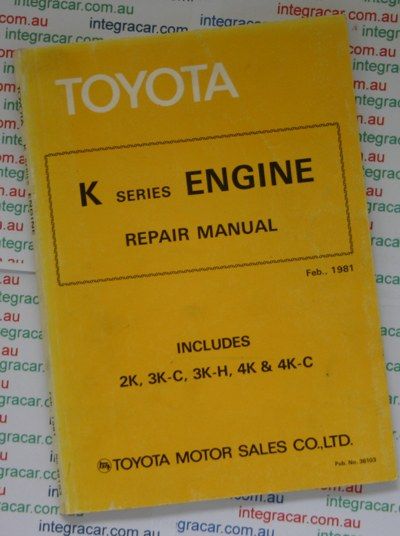 TOYOTA
K SERIES ENGINE
REPAIR MANUAL
Feb., 1981
INCLUDES
2K, 3K-C, 3K-H, 4K & 4K-C
TOYOTA MOTOR SALES CO.,LTD.
Pub. No. 36103
integracar.com.au